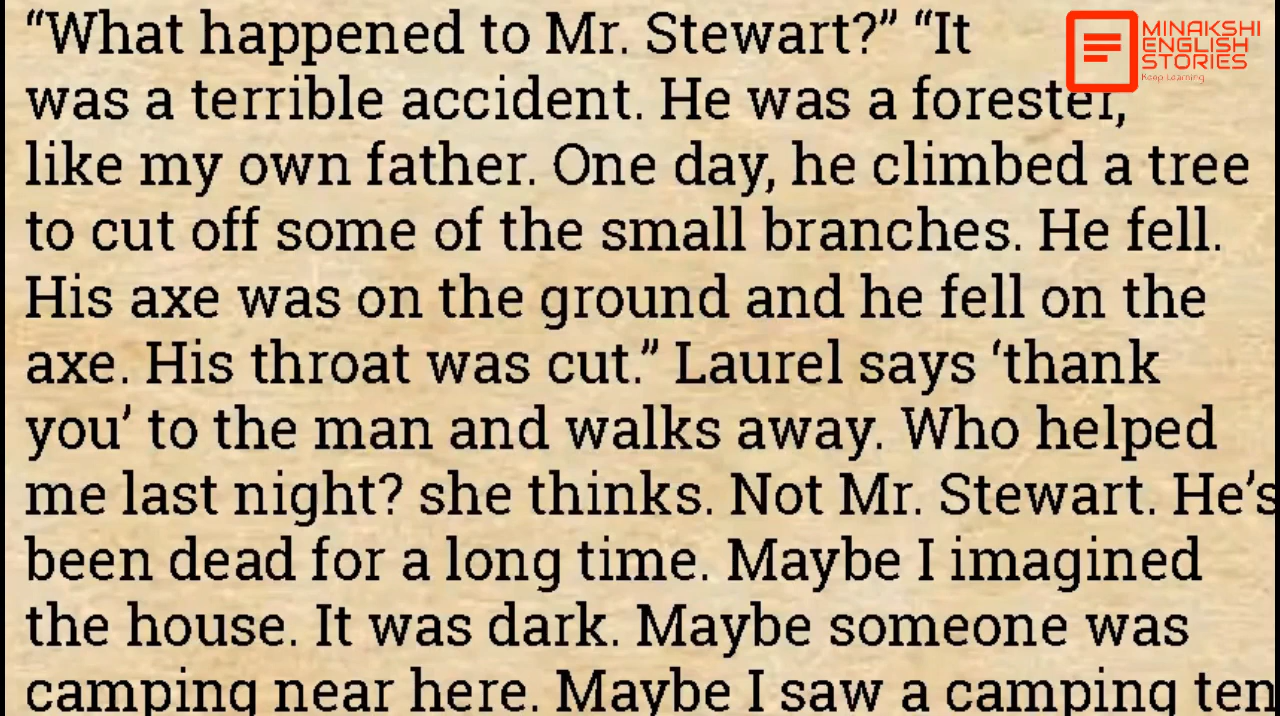 “What happened to Mr. Stewart?” “It
MINAKSHI
ENGLISH
STORIES
Keep Learning
was a terrible accident. He was a forester,
like my own father. One day, he climbed a tree
to cut off some of the small branches. He fell.
His axe was on the ground and he fell on the
axe. His throat was cut.” Laurel says ‘thank
you’ to the man and walks away. Who helped
me last night? she thinks. Not Mr. Stewart. He’s
been dead for a long time. Maybe I imagined
the house. It was dark. Maybe someone was
camping near here. Maybe I saw a camping ten